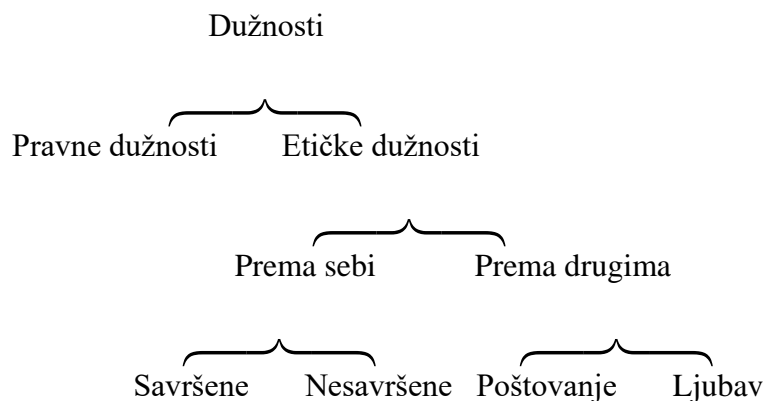 Dužnosti
Pravne dužnosti Etičke dužnosti
Prema sebi Prema drugima
Savršene Nesavršene Poštovanje Ljubav